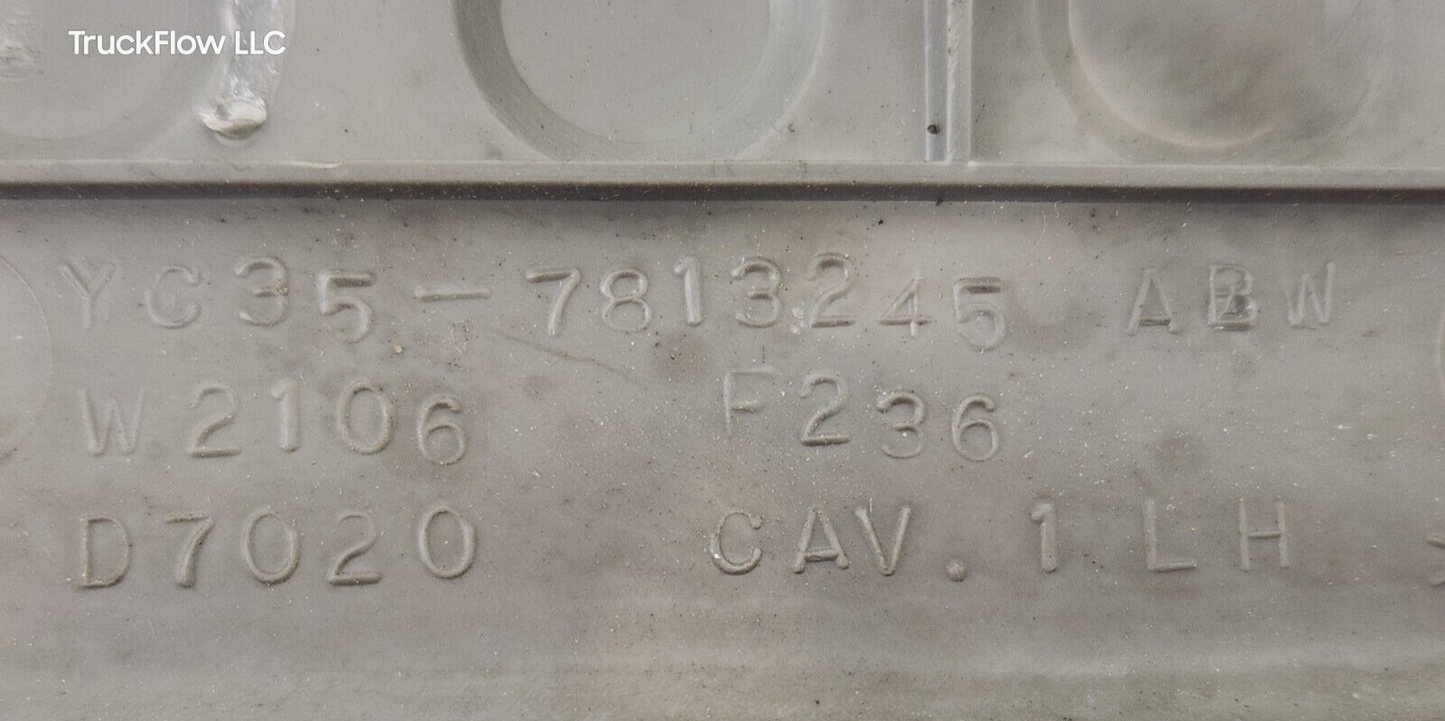 TruckFlow LLC
YC35-7813245 ABW
W2106 F236
D7020 CAV. 1 LH